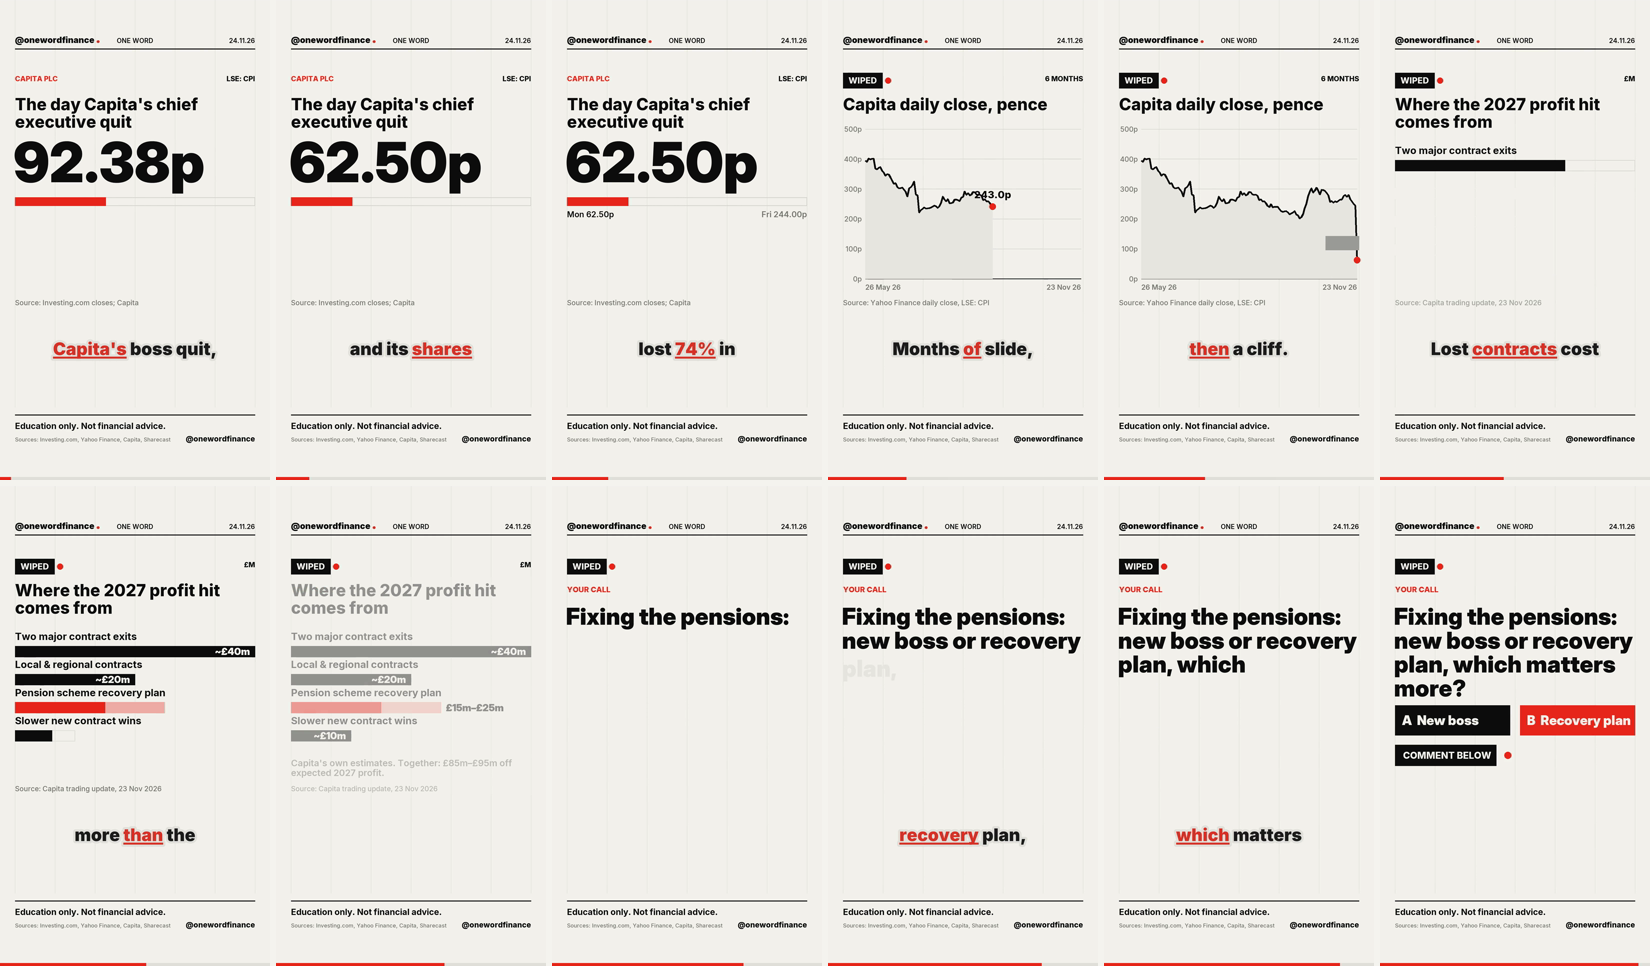 @onewordfinance. ONE WORD 24.11.26
CAPITA PLC LSE: CPI
The day Capita's chief
executive quit
92.38p
Source: Investing.com closes; Capita
Capita's boss quit,
Education only. Not financial advice.
Sources: Investing.com, Yahoo Finance, Capita, Sharecast @onewordfinance
@onewordfinance. ONE WORD 24.11.26
CAPITA PLC LSE: CPI
The day Capita's chief
executive quit
62.50p
Source: Investing.com closes; Capita
and its shares
Education only. Not financial advice.
Sources: Investing.com, Yahoo Finance, Capita, Sharecast @onewordfinance
@onewordfinance. ONE WORD 24.11.26
CAPITA PLC LSE: CPI
The day Capita's chief
executive quit
62.50p
Mon 62.50p Fri 244.00p
Source: Investing.com closes; Capita
lost 74% in
Education only. Not financial advice.
Sources: Investing.com, Yahoo Finance, Capita, Sharecast @onewordfinance
@onewordfinance. ONE WORD 24.11.26
WIPED 6 MONTHS
Capita daily close, pence
500p
400p
300p
243.0p
200p
100p
0p
26 May 26 23 Nov 26
Source: Yahoo Finance daily close, LSE: CPI
Months of slide,
Education only. Not financial advice.
Sources: Investing.com, Yahoo Finance, Capita, Sharecast @onewordfinance
@onewordfinance. ONE WORD 24.11.26
WIPED 6 MONTHS
Capita daily close, pence
500p
400p
300p
200p
100p
0p
26 May 26 23 Nov 26
Source: Yahoo Finance daily close, LSE: CPI
then a cliff.
Education only. Not financial advice.
Sources: Investing.com, Yahoo Finance, Capita, Sharecast @onewordfinance
@onewordfinance. ONE WORD 24.11.26
WIPED £M
Where the 2027 profit hit
comes from
Two major contract exits
Source: Capita trading update, 23 Nov 2026
Lost contracts cost
Education only. Not financial advice.
Sources: Investing.com, Yahoo Finance, Capita, Sharecast @onewordfinance
@onewordfinance. ONE WORD 24.11.26
WIPED £M
Where the 2027 profit hit
comes from
Two major contract exits
~£40m
Local & regional contracts
~£20m
Pension scheme recovery plan
Slower new contract wins
Source: Capita trading update, 23 Nov 2026
more than the
Education only. Not financial advice.
Sources: Investing.com, Yahoo Finance, Capita, Sharecast @onewordfinance
@onewordfinance. ONE WORD 24.11.26
WIPED £M
Where the 2027 profit hit
comes from
Two major contract exits
~£40m
Local & regional contracts
~£20m
Pension scheme recovery plan
£15m–£25m
Slower new contract wins
~£10m
Capita's own estimates. Together: £85m–£95m off
expected 2027 profit.
Source: Capita trading update, 23 Nov 2026
Education only. Not financial advice.
Sources: Investing.com, Yahoo Finance, Capita, Sharecast @onewordfinance
@onewordfinance. ONE WORD 24.11.26
WIPED
YOUR CALL
Fixing the pensions:
Education only. Not financial advice.
Sources: Investing.com, Yahoo Finance, Capita, Sharecast @onewordfinance
@onewordfinance. ONE WORD 24.11.26
WIPED
YOUR CALL
Fixing the pensions:
new boss or recovery
plan,
recovery plan,
Education only. Not financial advice.
Sources: Investing.com, Yahoo Finance, Capita, Sharecast @onewordfinance
@onewordfinance. ONE WORD 24.11.26
WIPED
YOUR CALL
Fixing the pensions:
new boss or recovery
plan, which
which matters
Education only. Not financial advice.
Sources: Investing.com, Yahoo Finance, Capita, Sharecast @onewordfinance
@onewordfinance. ONE WORD 24.11.26
WIPED
YOUR CALL
Fixing the pensions:
new boss or recovery
plan, which matters
more?
A New boss B Recovery plan
COMMENT BELOW
Education only. Not financial advice.
Sources: Investing.com, Yahoo Finance, Capita, Sharecast @onewordfinance